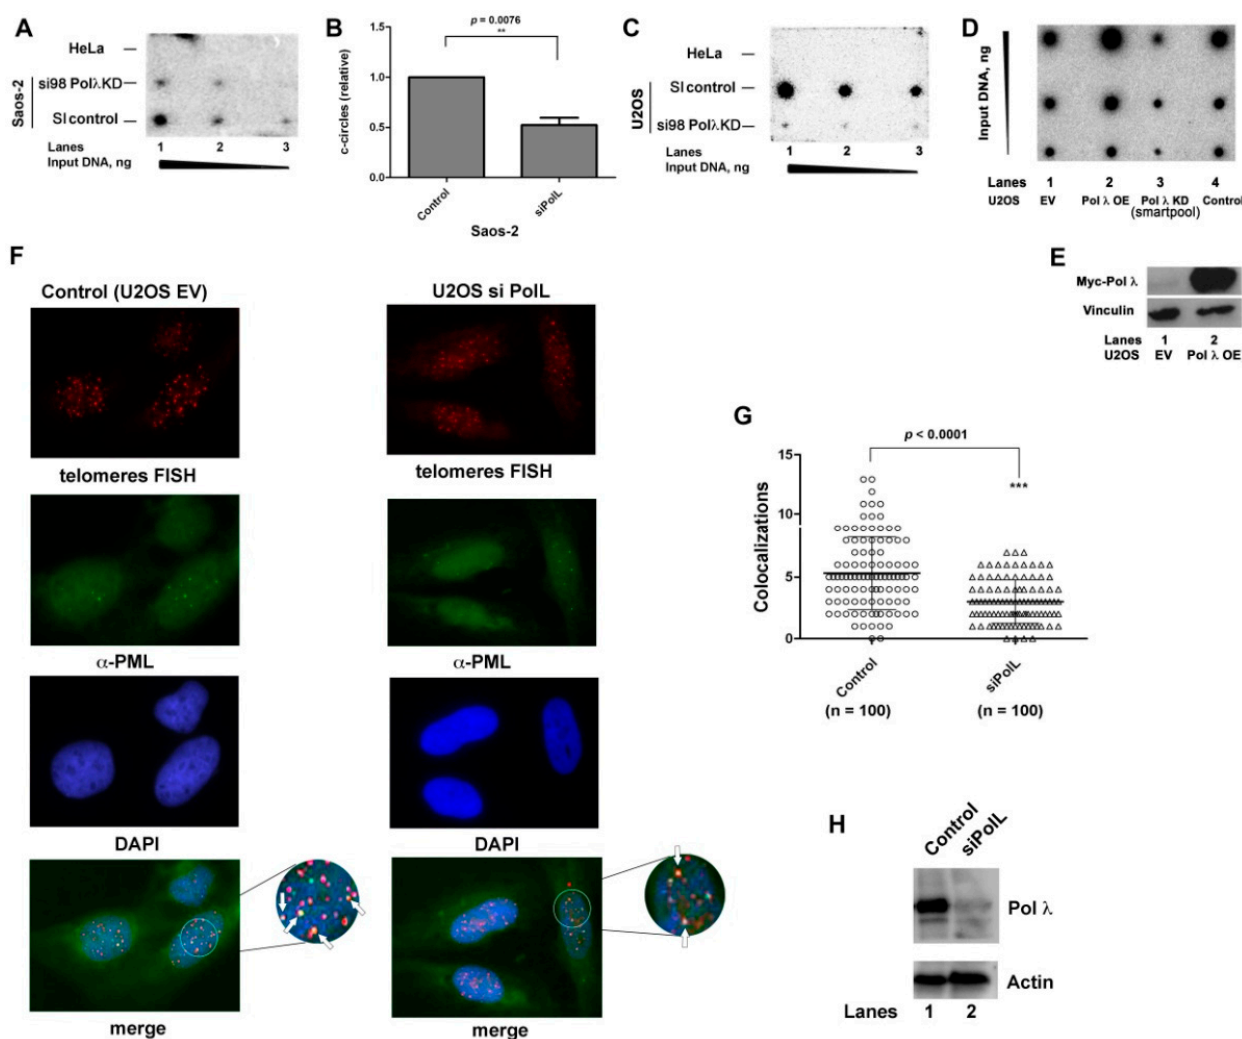 A
HeLa
Saos-2
si98 PolλKD
SI control
Lanes 1 2 3
Input DNA, ng
B
p = 0.0076
**
c-circles (relative)
1.5
1.0
0.5
0.0
Control
siPolL
Saos-2
C
HeLa
U2OS
SI control
si98 PolλKD
Lanes 1 2 3
Input DNA, ng
D
Input DNA, ng
Lanes 1 2 3 4
U2OS EV Pol λ OE Pol λ KD Control
(smartpool)
E
Myc-Pol λ
Vinculin
Lanes 1 2
U2OS EV Pol λ OE
F
Control (U2OS EV)
U2OS si PolL
telomeres FISH
telomeres FISH
α-PML
α-PML
DAPI
DAPI
merge
merge
G
p < 0.0001
***
Colocalizations
15
10
5
0
Control
siPolL
(n = 100)
(n = 100)
H
Control
siPolL
Pol λ
Actin
Lanes 1 2